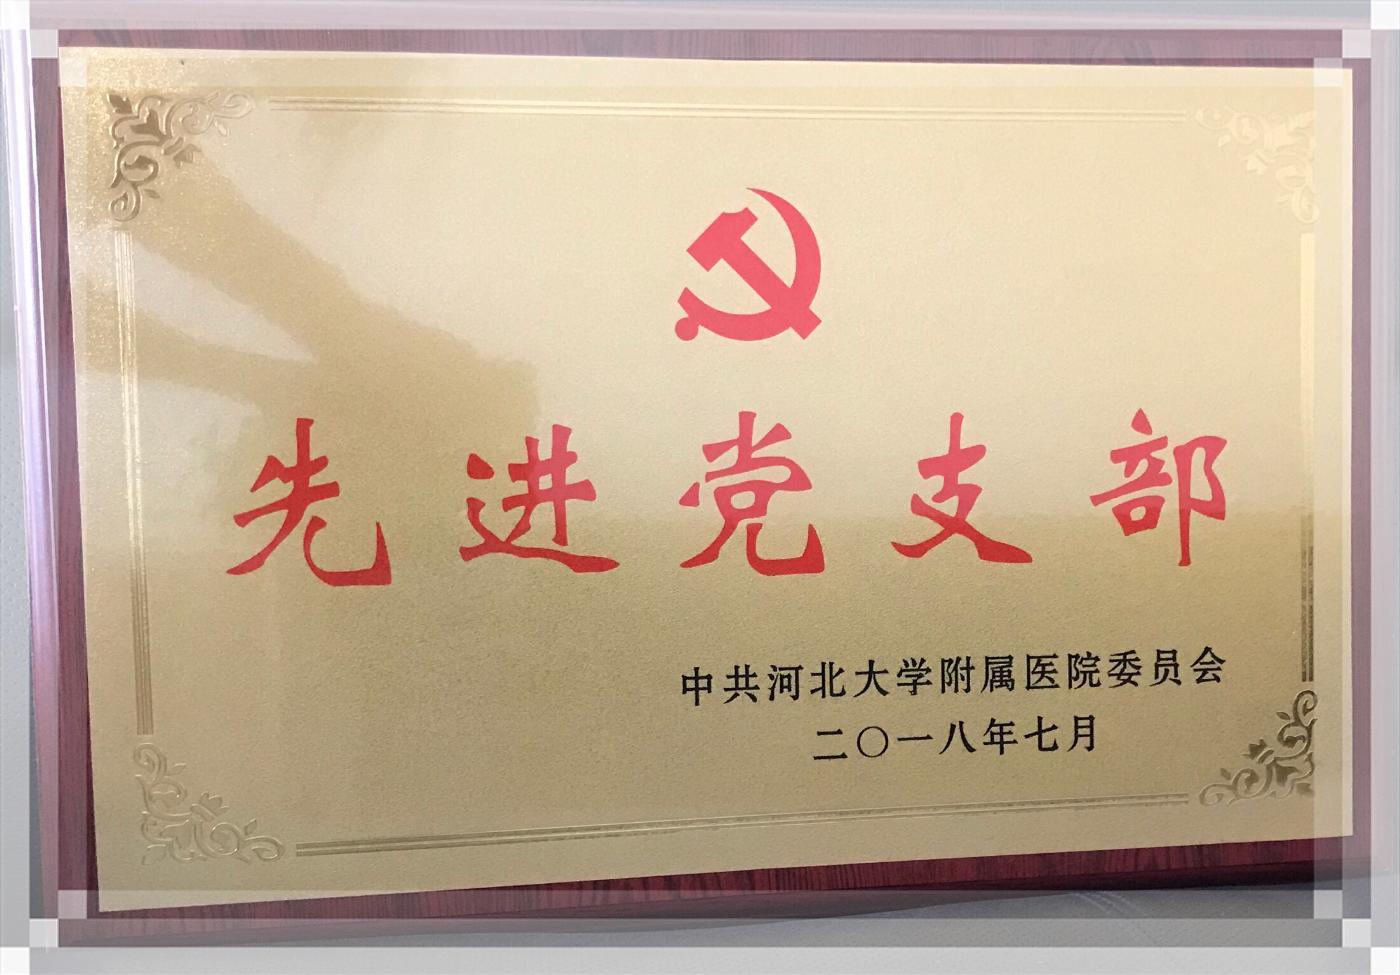 先进党支部
中共河北大学附属医院委员会
二〇一八年七月